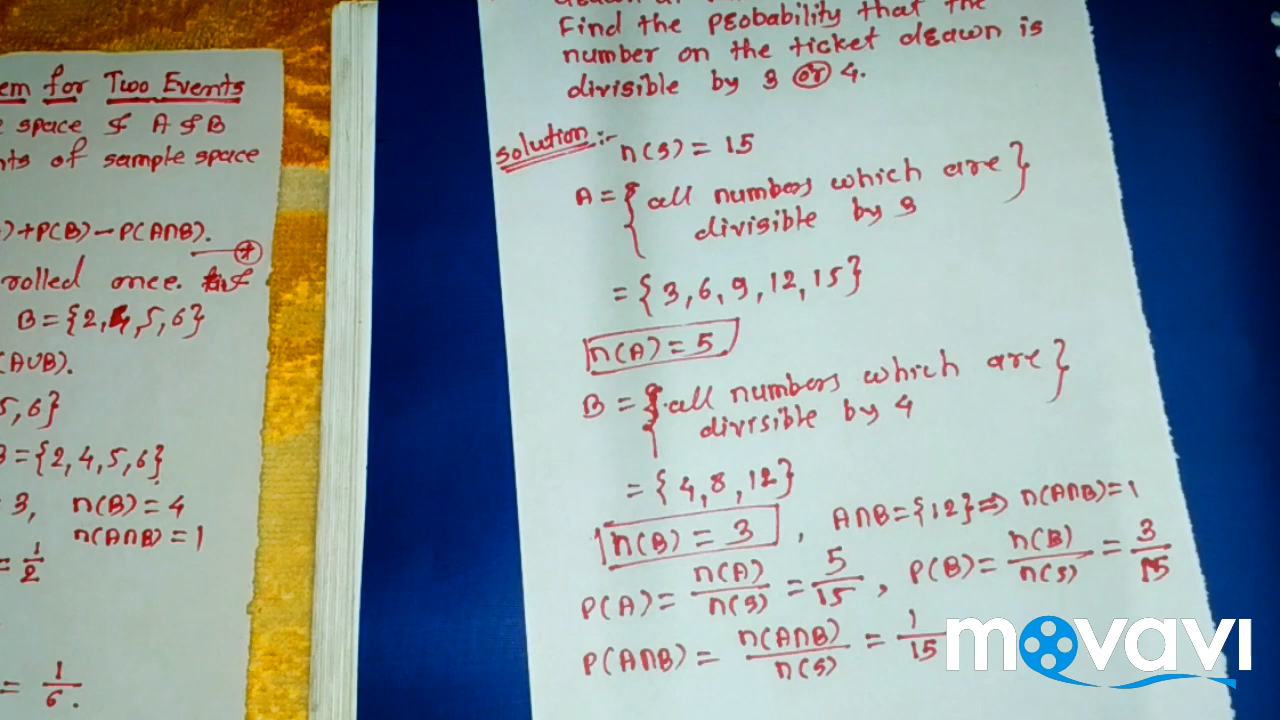 em for Two Events
space & A & B
nts of sample space
)+P(B)-P(A∩B).
rolled once. if
B={2,4,5,6}
(A∪B).
5,6}
={2,4,5,6}
3, n(B)=4
n(A∩B)=1
=1/2
=1/6.
Find the probability that the
number on the ticket drawn is
divisible by 3 or 4.
Solution:-
n(S)=15
A={all numbers which are}
divisible by 3
={3,6,9,12,15}
n(A)=5
B={all numbers which are}
divisible by 4
={4,8,12}
n(B)=3, A∩B={12}⇒n(A∩B)=1
P(A)=n(A)/n(S)=5/15, P(B)=n(B)/n(S)=3/15
P(A∩B)=n(A∩B)/n(S)=1/15
movavi